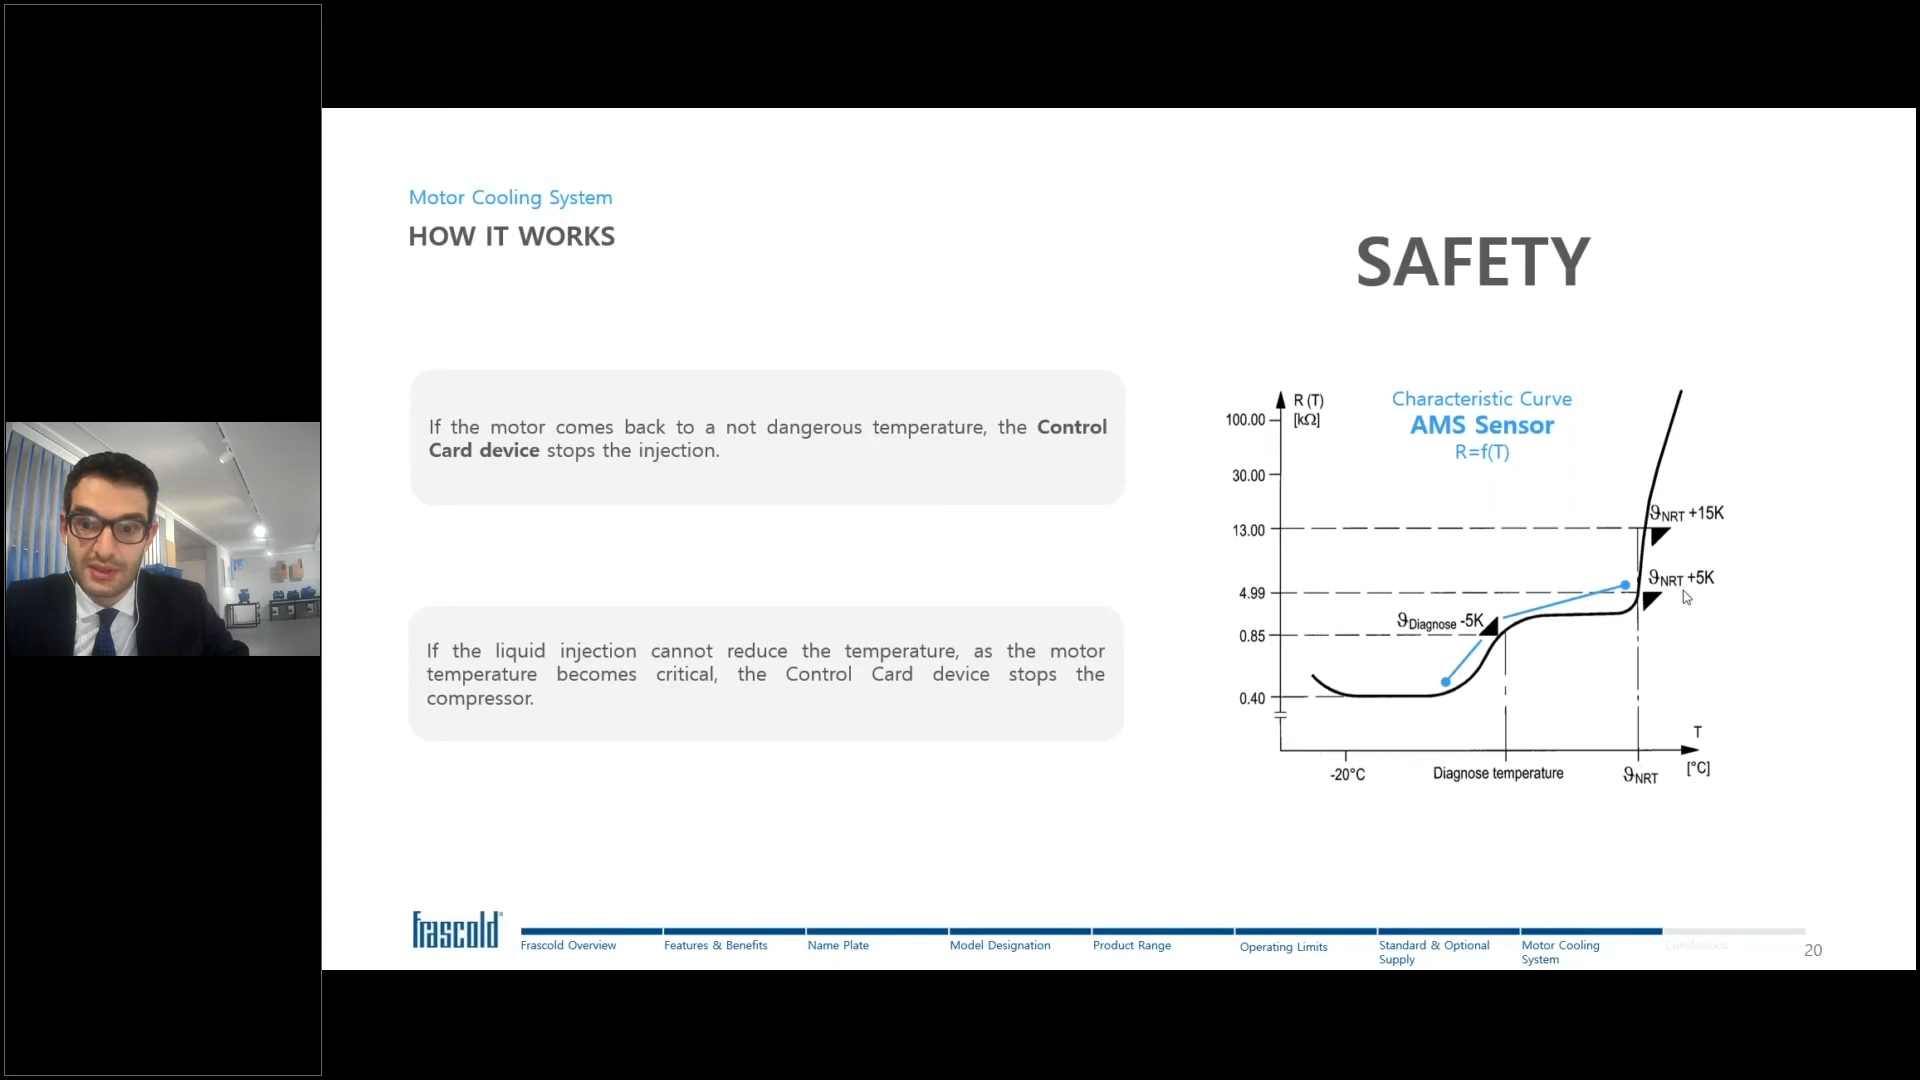 Motor Cooling System
HOW IT WORKS
SAFETY
If the motor comes back to a not dangerous temperature, the Control
Card device stops the injection.
If the liquid injection cannot reduce the temperature, as the motor
temperature becomes critical, the Control Card device stops the
compressor.
Characteristic Curve
AMS Sensor
R=f(T)
R (T)
[kΩ]
100.00
30.00
13.00
4.99
0.85
0.40
ϑNRT +15K
ϑNRT +5K
ϑDiagnose -5K
T
[°C]
-20°C
Diagnose temperature
ϑNRT
frascold
Frascold Overview
Features & Benefits
Name Plate
Model Designation
Product Range
Operating Limits
Standard & Optional
Supply
Motor Cooling
System
Conclusions
20